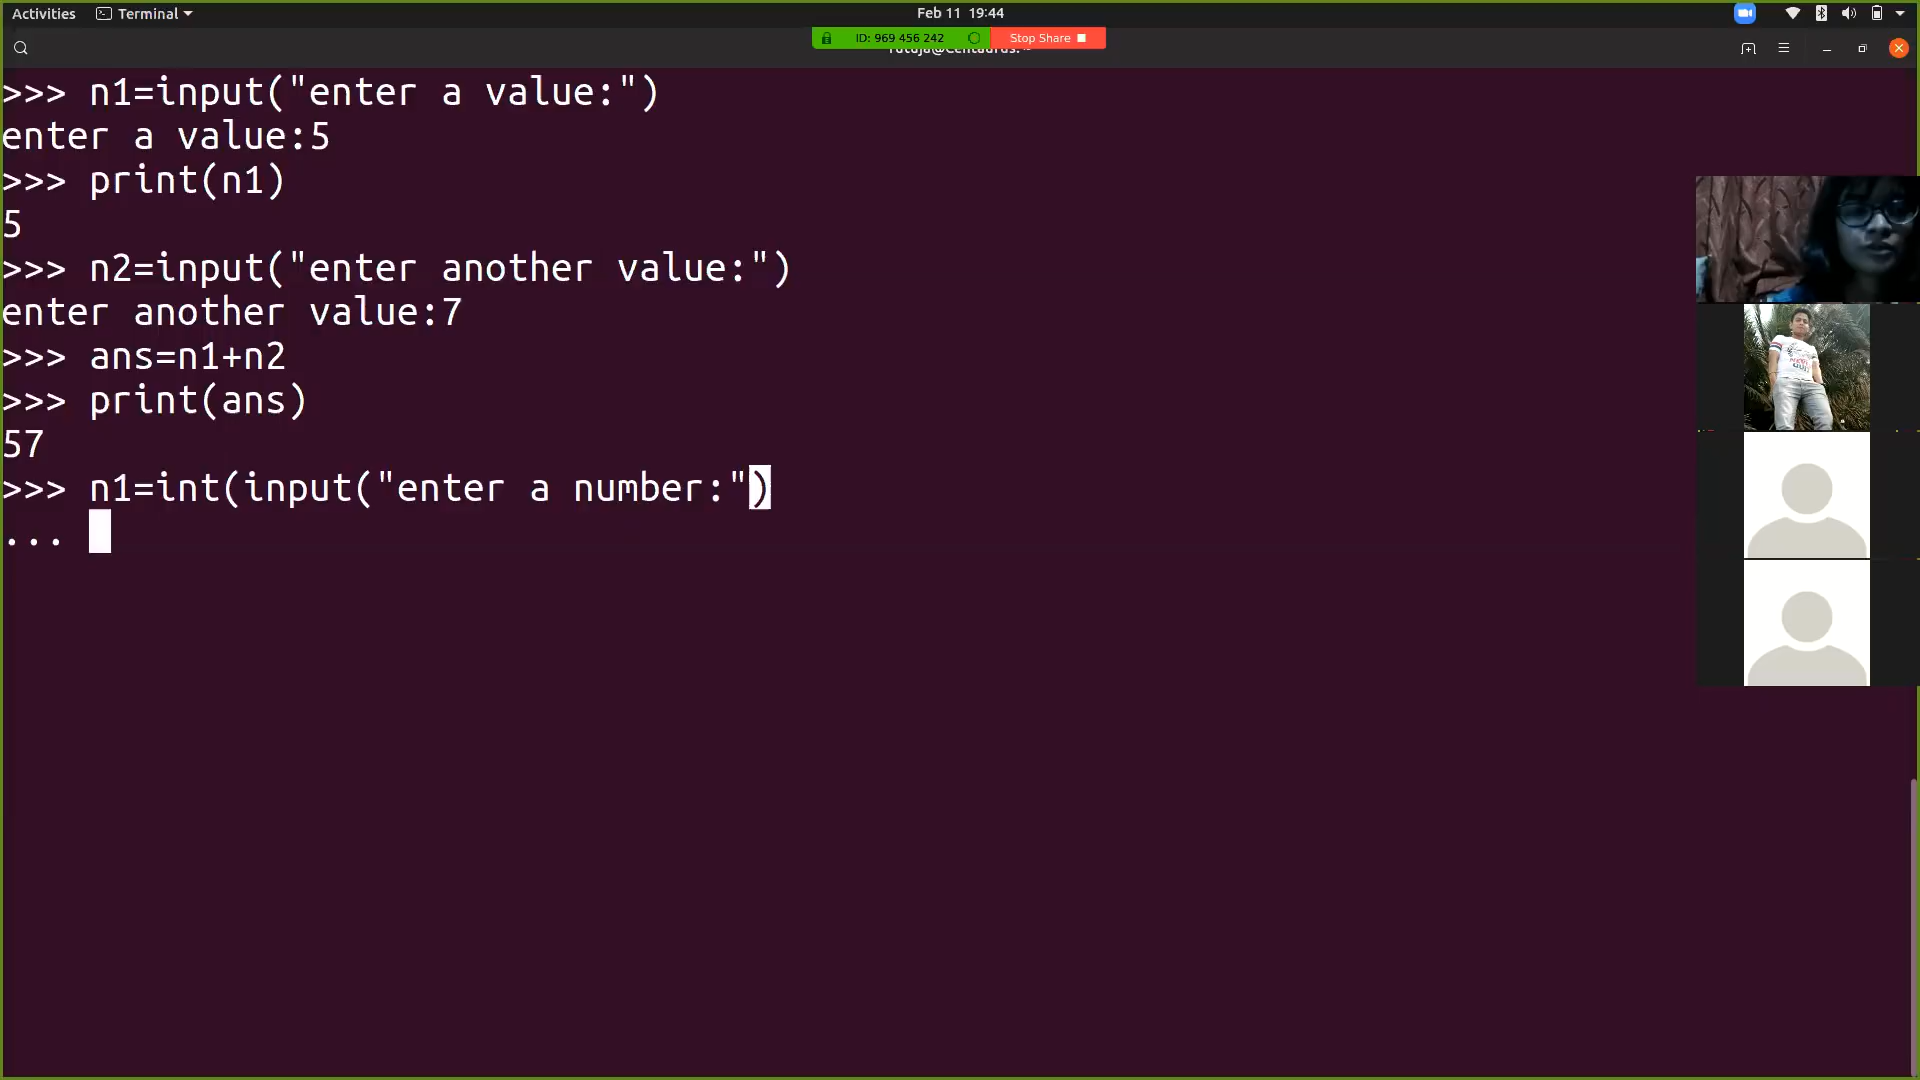 Activities Terminal Feb 11 19:44
ID: 969 456 242 Stop Share
>>> n1=input("enter a value:")
enter a value:5
>>> print(n1)
5
>>> n2=input("enter another value:")
enter another value:7
>>> ans=n1+n2
>>> print(ans)
57
>>> n1=int(input("enter a number:")
...